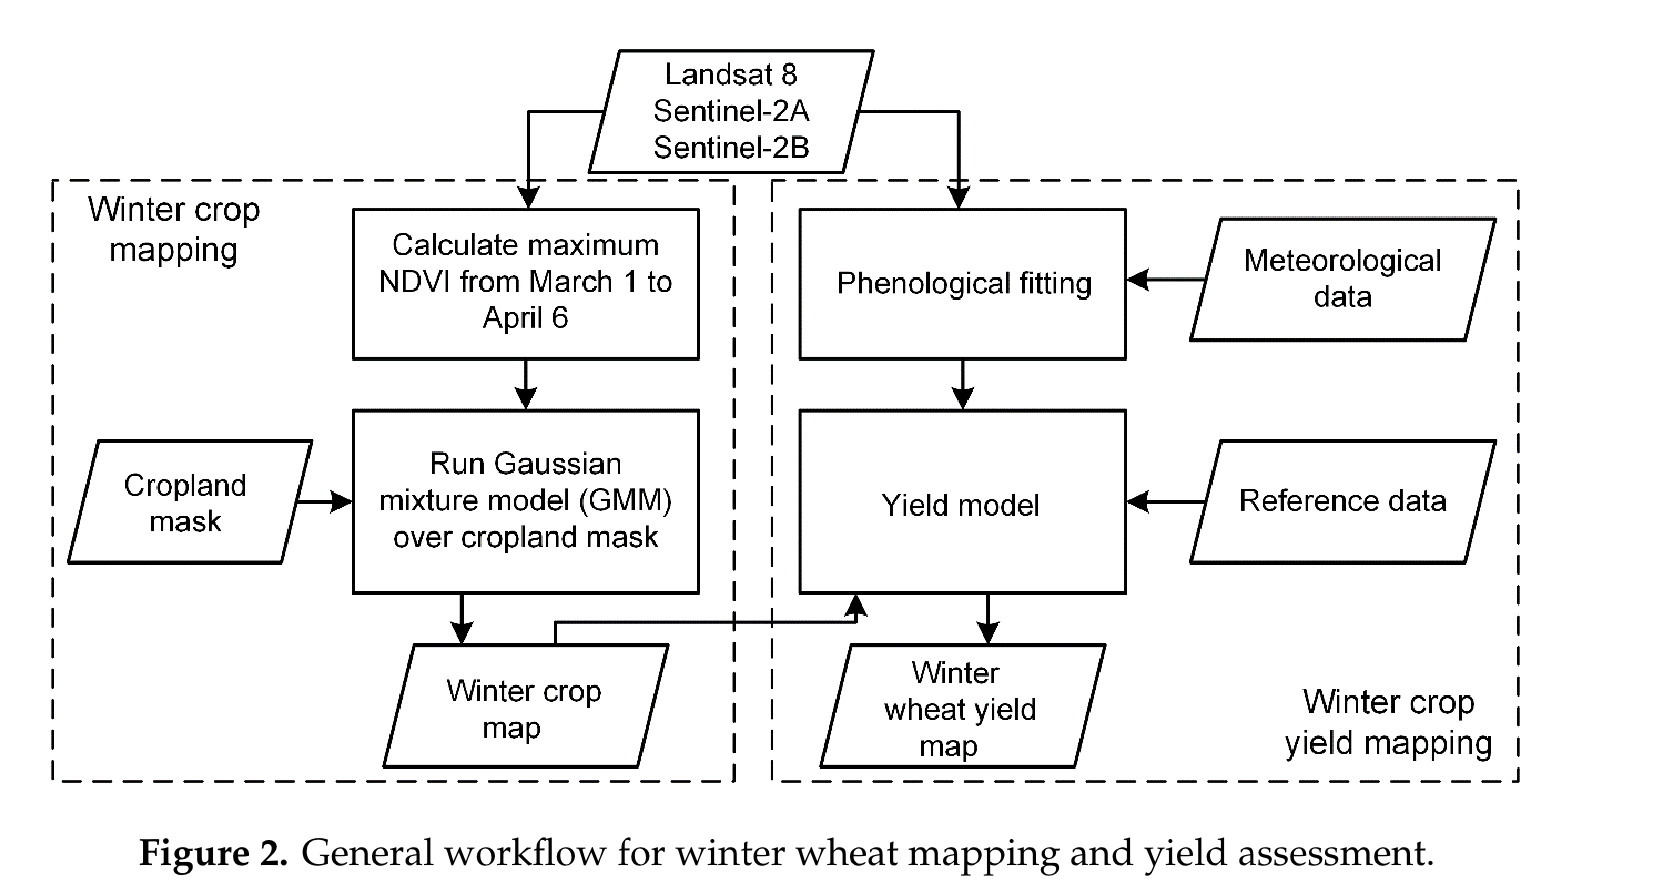 Landsat 8
Sentinel-2A
Sentinel-2B
Winter crop
mapping
Calculate maximum
NDVI from March 1 to
April 6
Phenological fitting
Meteorological
data
Cropland
mask
Run Gaussian
mixture model (GMM)
over cropland mask
Yield model
Reference data
Winter crop
map
Winter
wheat yield
map
Winter crop
yield mapping
Figure 2. General workflow for winter wheat mapping and yield assessment.